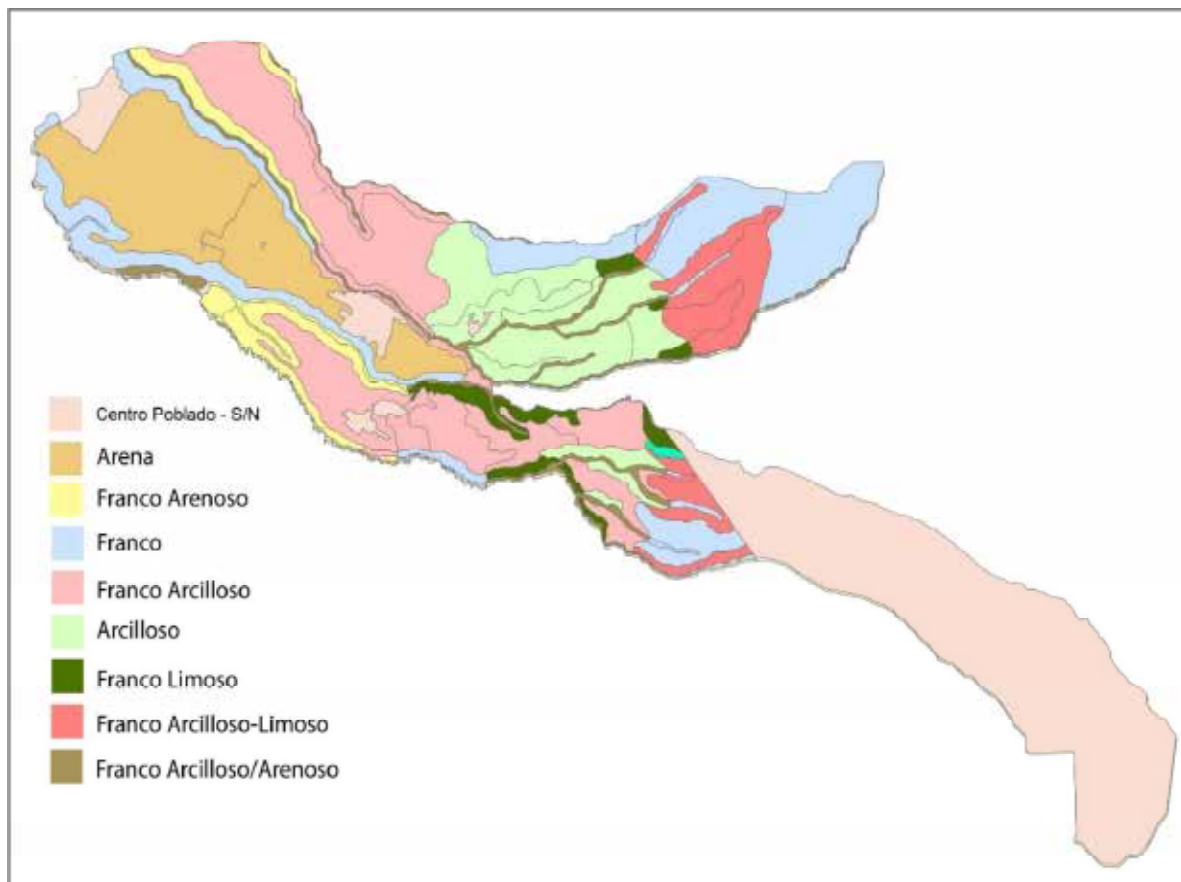 Centro Poblado - S/N
Arena
Franco Arenoso
Franco
Franco Arcilloso
Arcilloso
Franco Limoso
Franco Arcilloso-Limoso
Franco Arcilloso/Arenoso